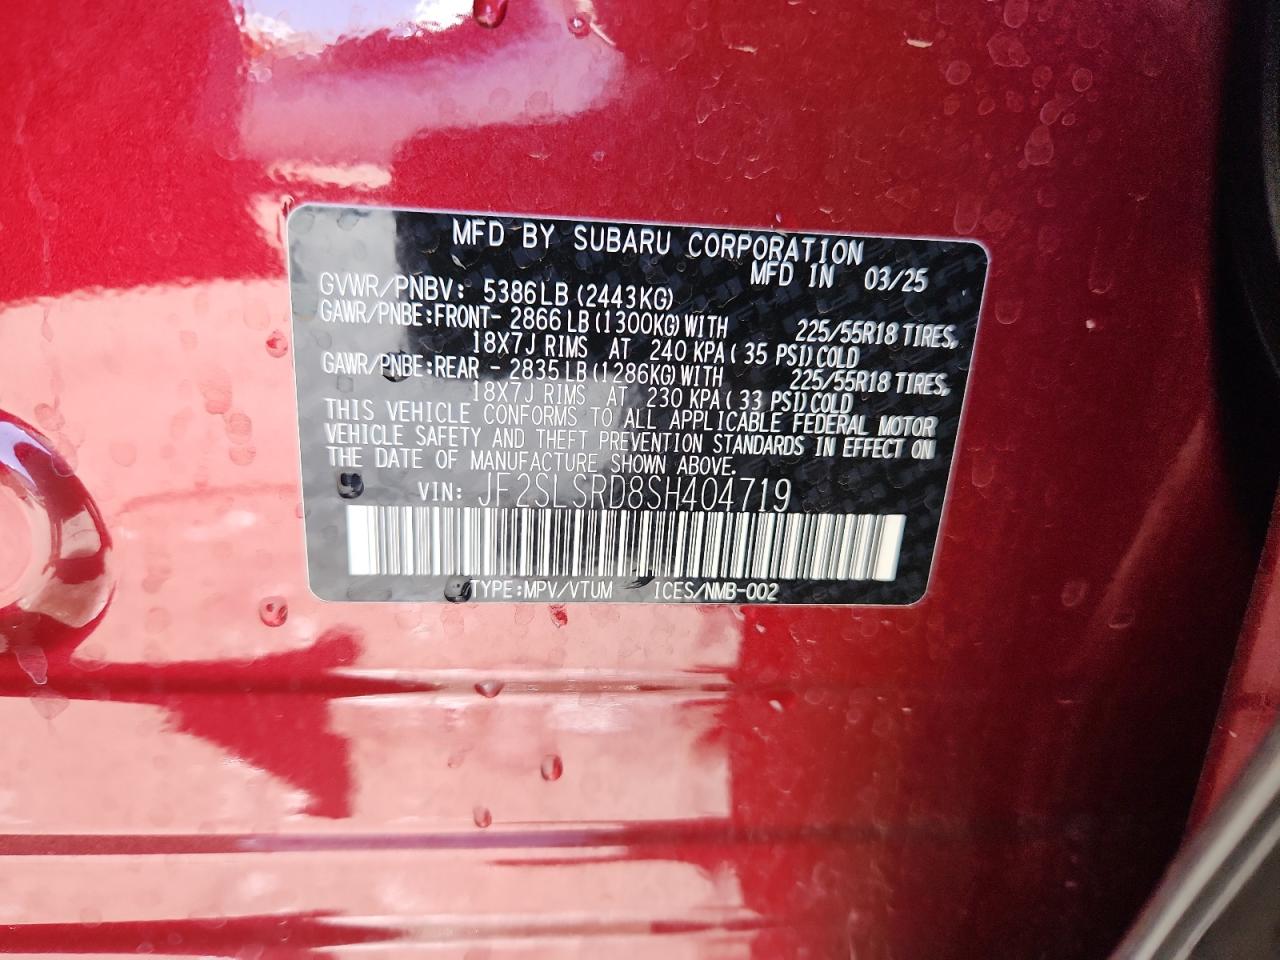 MFD BY SUBARU CORPORATION
MFD IN 03/25
GVWR/PNBV: 5386LB (2443KG)
GAWR/PNBE:FRONT- 2866 LB (1300KG) WITH 225/55R18 TIRES,
18X7J RIMS AT 240 KPA ( 35 PSI) COLD
GAWR/PNBE:REAR - 2835 LB (1286KG) WITH 225/55R18 TIRES,
18X7J RIMS AT 230 KPA ( 33 PSI) COLD
THIS VEHICLE CONFORMS TO ALL APPLICABLE FEDERAL MOTOR
VEHICLE SAFETY AND THEFT PREVENTION STANDARDS IN EFFECT ON
THE DATE OF MANUFACTURE SHOWN ABOVE.
VIN: JF2SLSRD8SH404719
TYPE:MPV/VTUM ICES/NMB-002